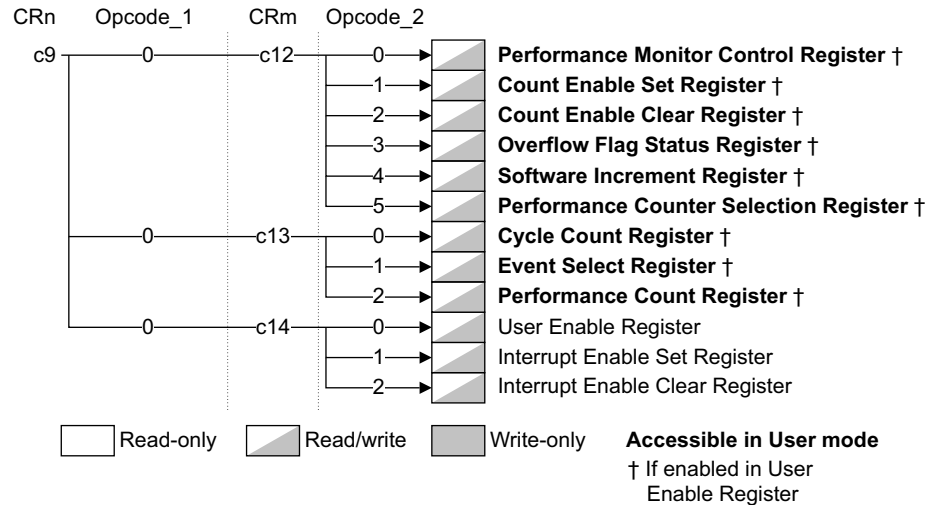 CRn Opcode_1 CRm Opcode_2
c9 0 c12 0 Performance Monitor Control Register †
1 Count Enable Set Register †
2 Count Enable Clear Register †
3 Overflow Flag Status Register †
4 Software Increment Register †
5 Performance Counter Selection Register †
0 c13 0 Cycle Count Register †
1 Event Select Register †
2 Performance Count Register †
0 c14 0 User Enable Register
1 Interrupt Enable Set Register
2 Interrupt Enable Clear Register
Read-only Read/write Write-only Accessible in User mode
† If enabled in User
Enable Register